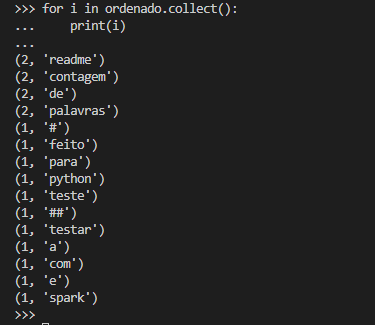 >>> for i in ordenado.collect():
...     print(i)
...
(2, 'readme')
(2, 'contagem')
(2, 'de')
(2, 'palavras')
(1, '#')
(1, 'feito')
(1, 'para')
(1, 'python')
(1, 'teste')
(1, '##')
(1, 'testar')
(1, 'a')
(1, 'com')
(1, 'e')
(1, 'spark')
>>>